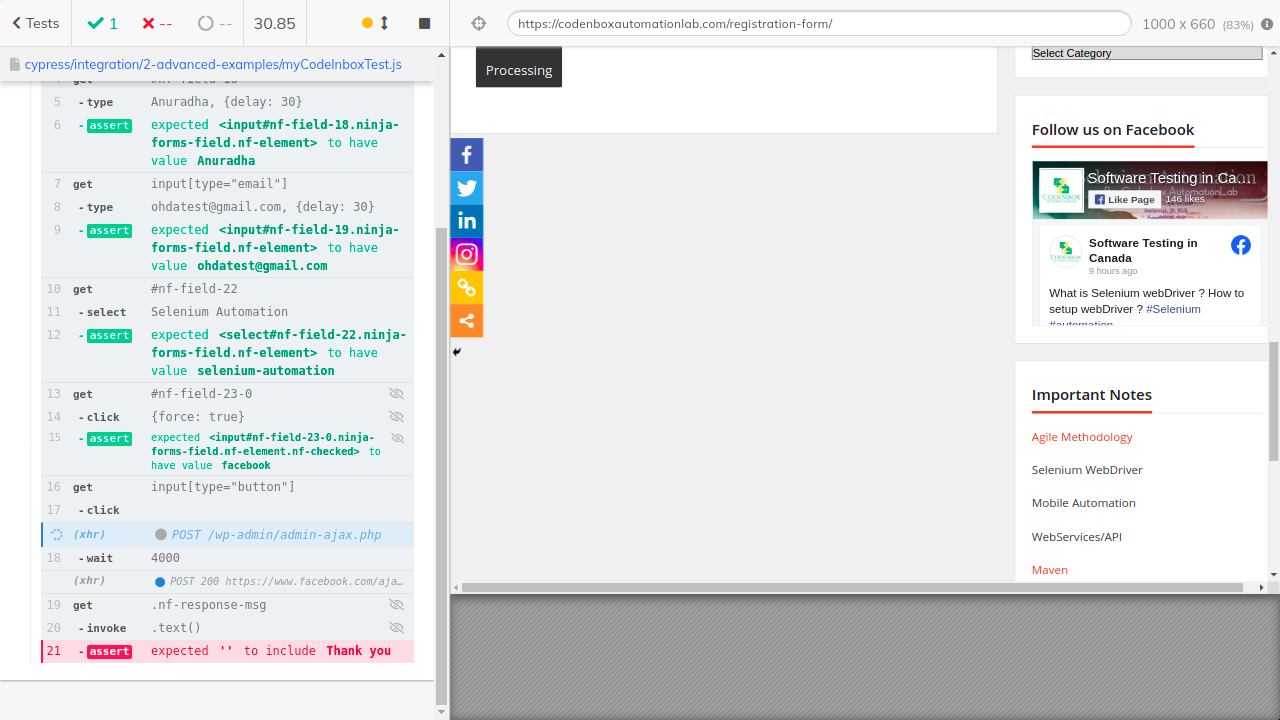 Tests
1
--
--
30.85
https://codenboxautomationlab.com/registration-form/
1000 x 660 (83%)
cypress/integration/2-advanced-examples/myCodeInboxTest.js
5 - type Anuradha, {delay: 30}
6 - assert expected <input#nf-field-18.ninja-
forms-field.nf-element> to have
value Anuradha
7 get input[type="email"]
8 - type ohdatest@gmail.com, {delay: 30}
9 - assert expected <input#nf-field-19.ninja-
forms-field.nf-element> to have
value ohdatest@gmail.com
10 get #nf-field-22
11 - select Selenium Automation
12 - assert expected <select#nf-field-22.ninja-
forms-field.nf-element> to have
value selenium-automation
13 get #nf-field-23-0
14 - click {force: true}
15 - assert expected <input#nf-field-23-0.ninja-
forms-field.nf-element.nf-checked> to
have value facebook
16 get input[type="button"]
17 - click
(xhr) POST /wp-admin/admin-ajax.php
18 - wait 4000
(xhr) POST 200 https://www.facebook.com/aja…
19 get .nf-response-msg
20 - invoke .text()
21 - assert expected '' to include Thank you
Processing
Select Category
Follow us on Facebook
Software Testing in Ca...
Like Page
146 likes
Software Testing in
Canada
9 hours ago
What is Selenium webDriver ? How to
setup webDriver ? #Selenium
#automation
Important Notes
Agile Methodology
Selenium WebDriver
Mobile Automation
WebServices/API
Maven